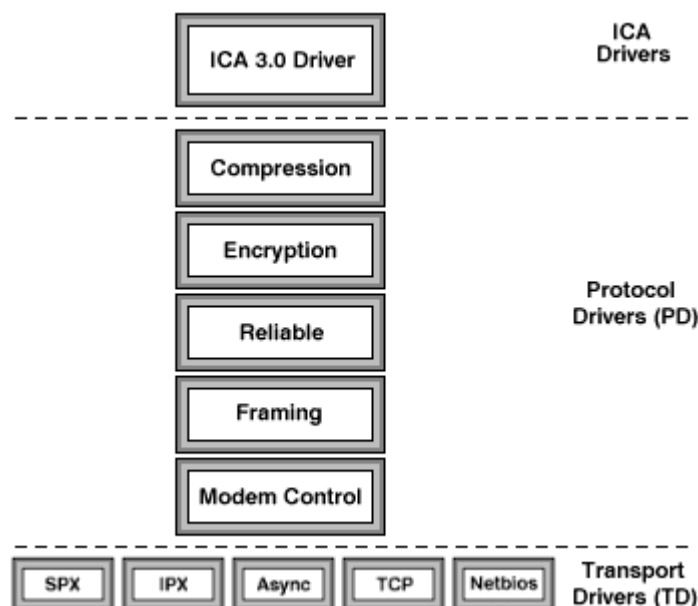 ICA 3.0 Driver
ICA
Drivers
Compression
Encryption
Reliable
Framing
Modem Control
Protocol
Drivers (PD)
SPX
IPX
Async
TCP
Netbios
Transport
Drivers (TD)